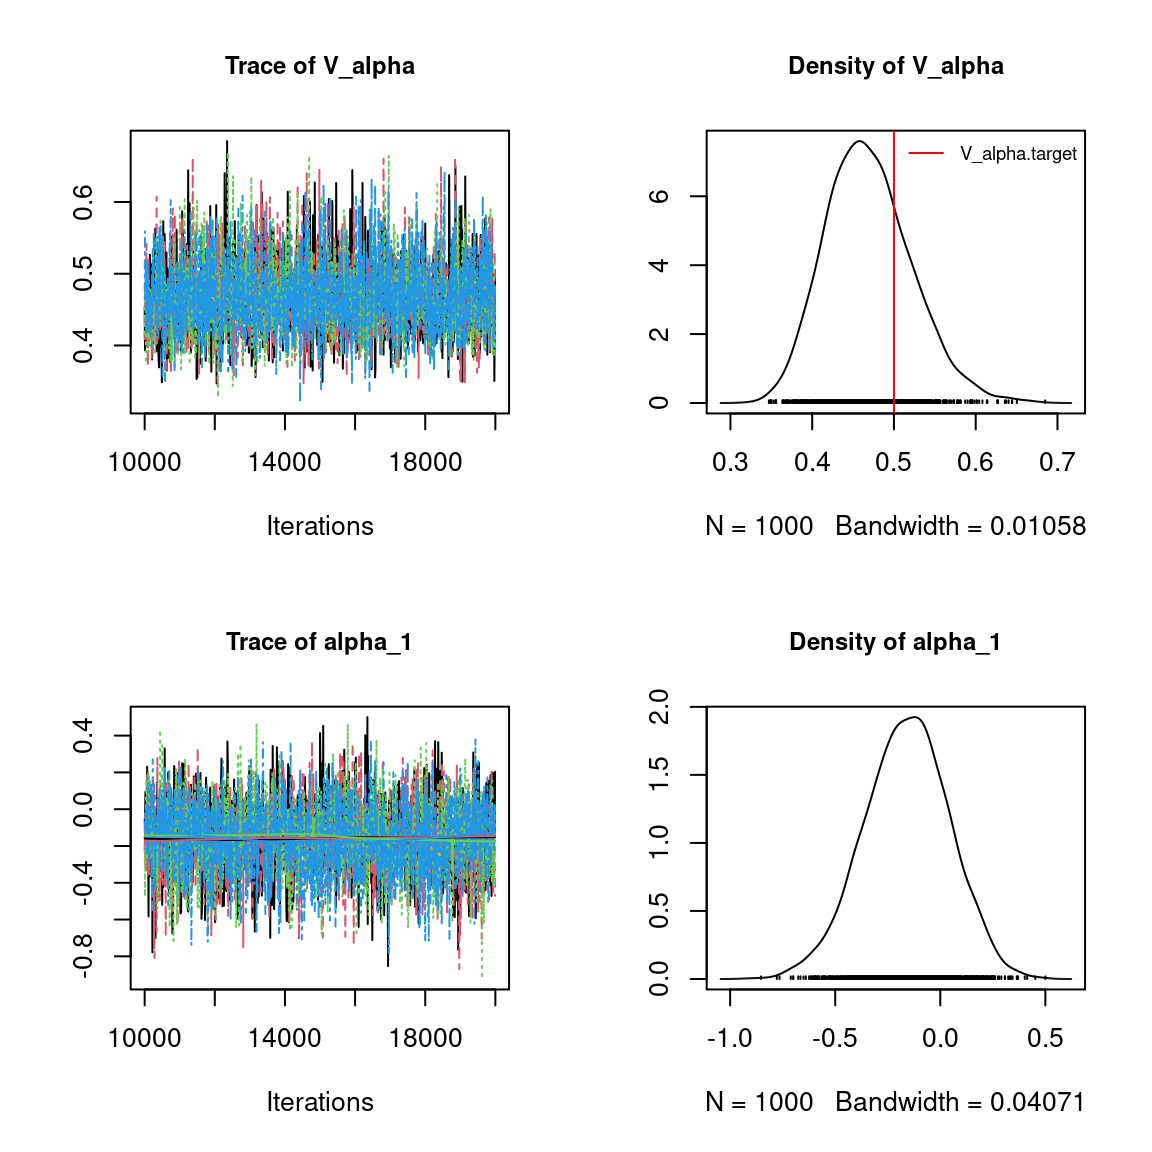 Trace of V_alpha
0.4 0.5 0.6
10000 14000 18000
Iterations
Density of V_alpha
V_alpha.target
0 2 4 6
0.3 0.4 0.5 0.6 0.7
N = 1000 Bandwidth = 0.01058
Trace of alpha_1
-0.8 -0.4 0.0 0.4
10000 14000 18000
Iterations
Density of alpha_1
0.0 0.5 1.0 1.5 2.0
-1.0 -0.5 0.0 0.5
N = 1000 Bandwidth = 0.04071